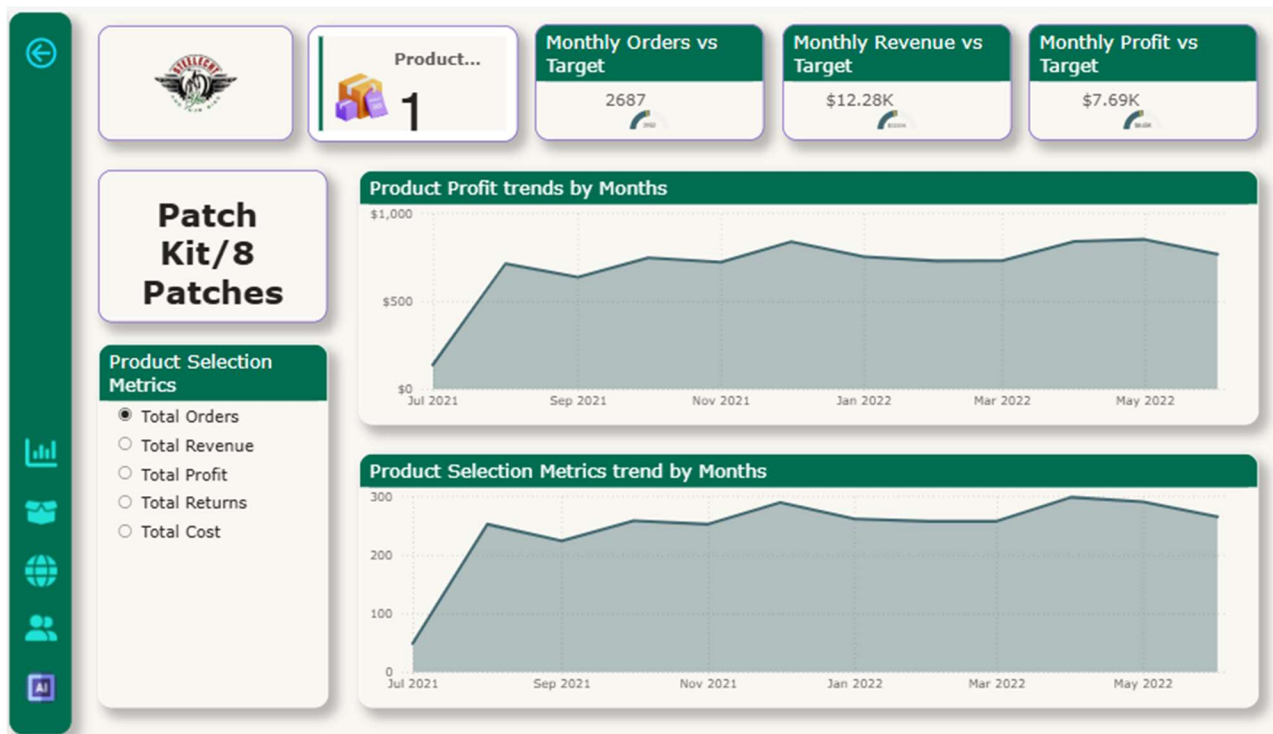 STEELECHT
Product...
1
Monthly Orders vs
Target
2687
Monthly Revenue vs
Target
$12.28K
Monthly Profit vs
Target
$7.69K
Patch
Kit/8
Patches
Product Profit trends by Months
$1,000
$500
$0
Jul 2021
Sep 2021
Nov 2021
Jan 2022
Mar 2022
May 2022
Product Selection
Metrics
Total Orders
Total Revenue
Total Profit
Total Returns
Total Cost
Product Selection Metrics trend by Months
300
200
100
0
Jul 2021
Sep 2021
Nov 2021
Jan 2022
Mar 2022
May 2022
AI